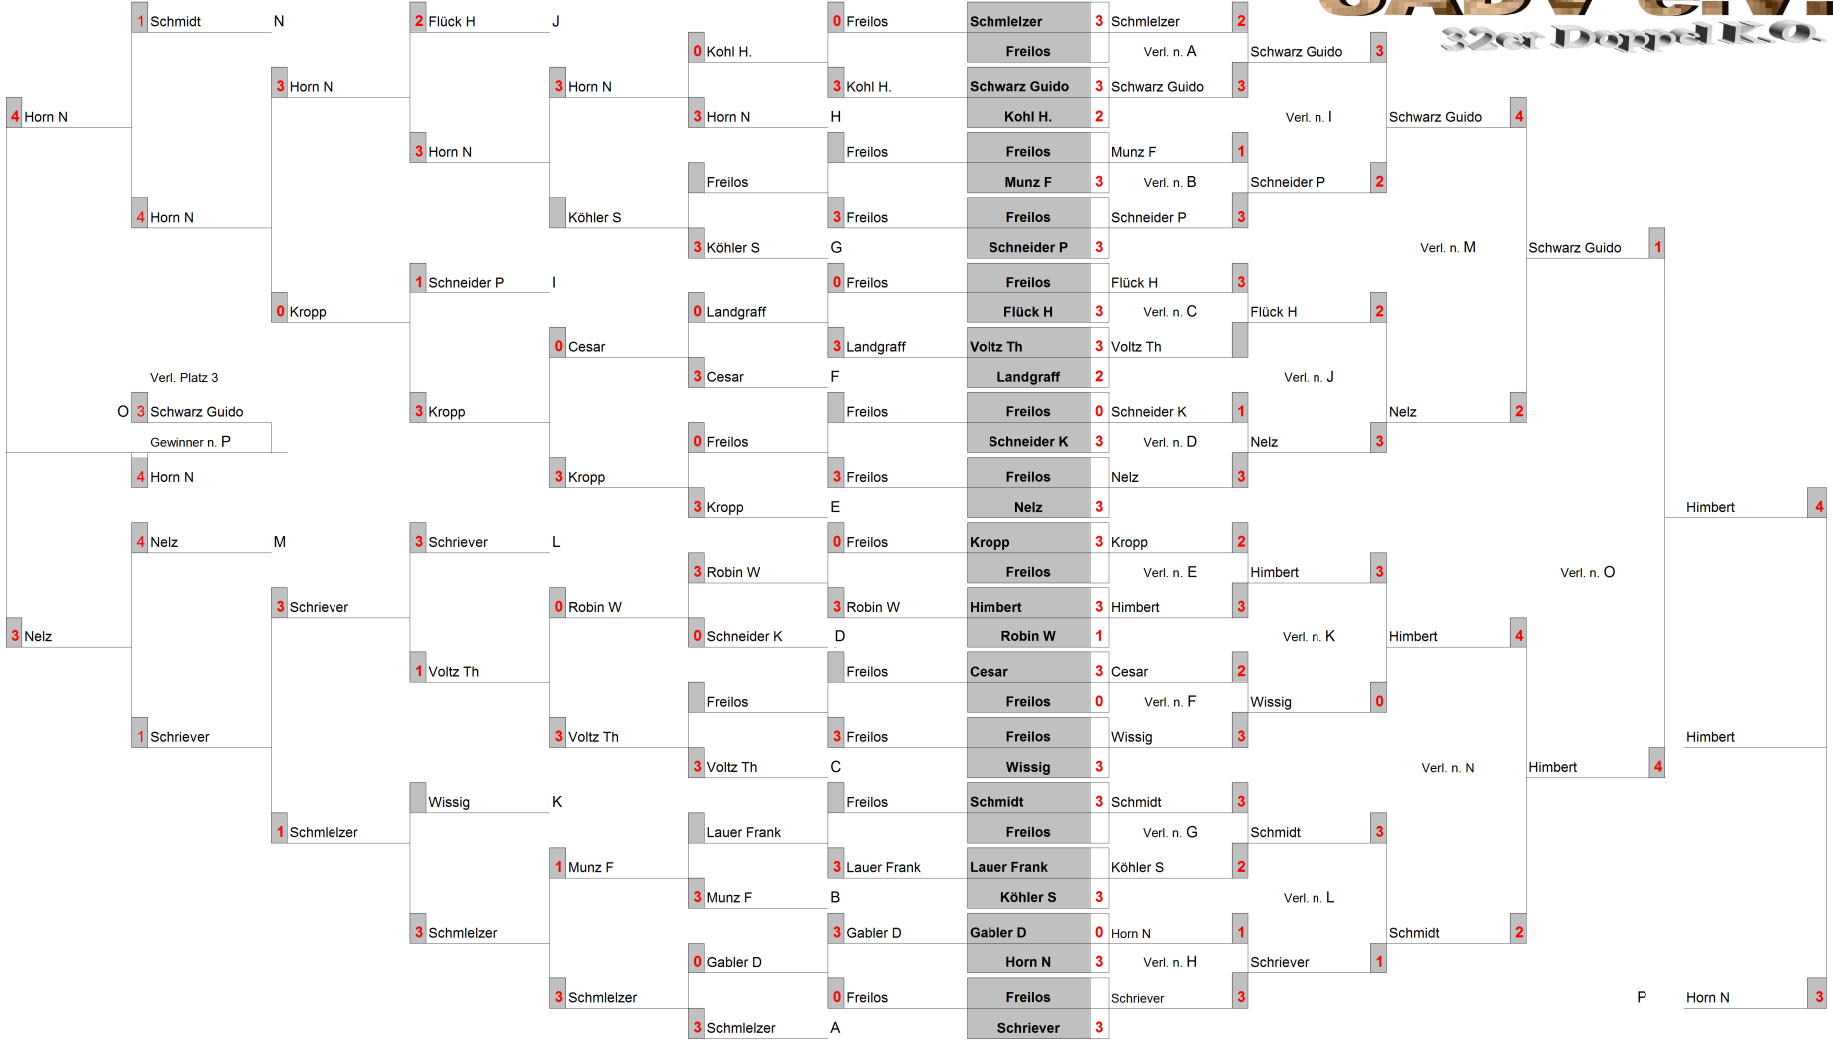 32er Doppel K.O.
1 Schmidt N 2 Flück H J 0 Freilos Schmlelzer 3 Schmlelzer 2
0 Kohl H. Freilos Verl. n. A Schwarz Guido 3
3 Horn N 3 Horn N 3 Kohl H. Schwarz Guido 3 Schwarz Guido 3
4 Horn N 3 Horn N H Kohl H. 2 Verl. n. I Schwarz Guido 4
3 Horn N Freilos Freilos Munz F 1
Freilos Munz F 3 Verl. n. B Schneider P 2
4 Horn N Köhler S 3 Freilos Freilos Schneider P 3
3 Köhler S G Schneider P 3 Verl. n. M Schwarz Guido 1
1 Schneider P I 0 Freilos Freilos Flück H 3
0 Kropp 0 Landgraff Flück H 3 Verl. n. C Flück H 2
0 Cesar 3 Landgraff Voltz Th 3 Voltz Th
Verl. Platz 3 3 Cesar F Landgraff 2 Verl. n. J
O 3 Schwarz Guido 3 Kropp Freilos Freilos 0 Schneider K 1 Nelz 2
Gewinner n. P 0 Freilos Schneider K 3 Verl. n. D Nelz 3
4 Horn N 3 Kropp 3 Freilos Freilos Nelz 3
3 Kropp E Nelz 3 Himbert 4
4 Nelz M 3 Schriever L 0 Freilos Kropp 3 Kropp 2
3 Robin W Freilos Verl. n. E Himbert 3 Verl. n. O
3 Schriever 0 Robin W 3 Robin W Himbert 3 Himbert 3
3 Nelz 0 Schneider K D Robin W 1 Verl. n. K Himbert 4
1 Voltz Th Freilos Cesar 3 Cesar 2
Freilos Freilos 0 Verl. n. F Wissig 0
1 Schriever 3 Voltz Th 3 Freilos Freilos Wissig 3 Himbert
3 Voltz Th C Wissig 3 Verl. n. N Himbert 4
Wissig K Freilos Schmidt 3 Schmidt 3
1 Schmlelzer Lauer Frank Freilos Verl. n. G Schmidt 3
1 Munz F 3 Lauer Frank Lauer Frank Köhler S 2
3 Munz F B Köhler S 3 Verl. n. L
3 Schmlelzer 3 Gabler D Gabler D 0 Horn N 1 Schmidt 2
0 Gabler D Horn N 3 Verl. n. H Schriever 1
3 Schmlelzer 0 Freilos Freilos Schriever 3 P Horn N 3
3 Schmlelzer A Schriever 3